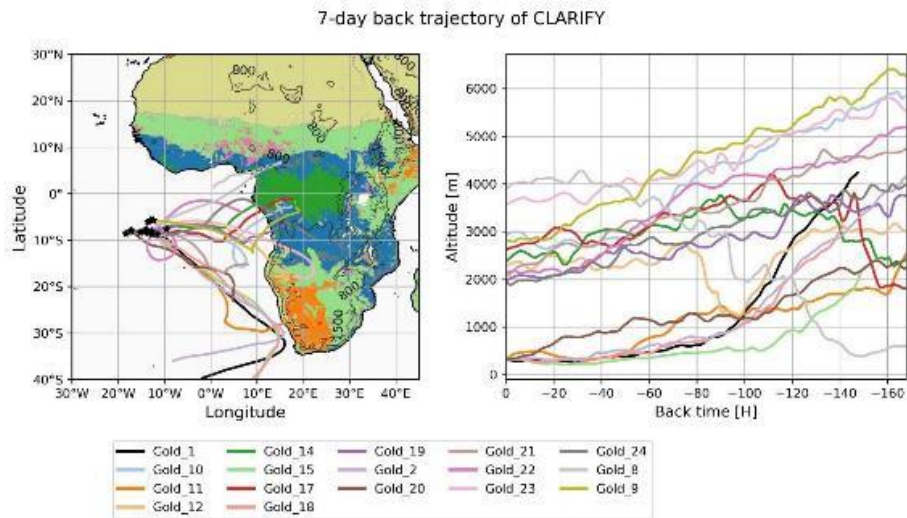 7-day back trajectory of CLARIFY
30°N
20°N
10°N
0°
10°S
20°S
30°S
40°S
Latitude
30°W 20°W 10°W 0°W 10°E 20°E 30°E 40°E
Longitude
800
800
800
800
800
1500
6000
5000
4000
3000
2000
1000
0
Altitude [m]
0 −20 −40 −60 −80 −100 −120 −140 −160
Back time [H]
Gold_1 Gold_14 Gold_19 Gold_21 Gold_24
Gold_10 Gold_15 Gold_2 Gold_22 Gold_8
Gold_11 Gold_17 Gold_20 Gold_23 Gold_9
Gold_12 Gold_18